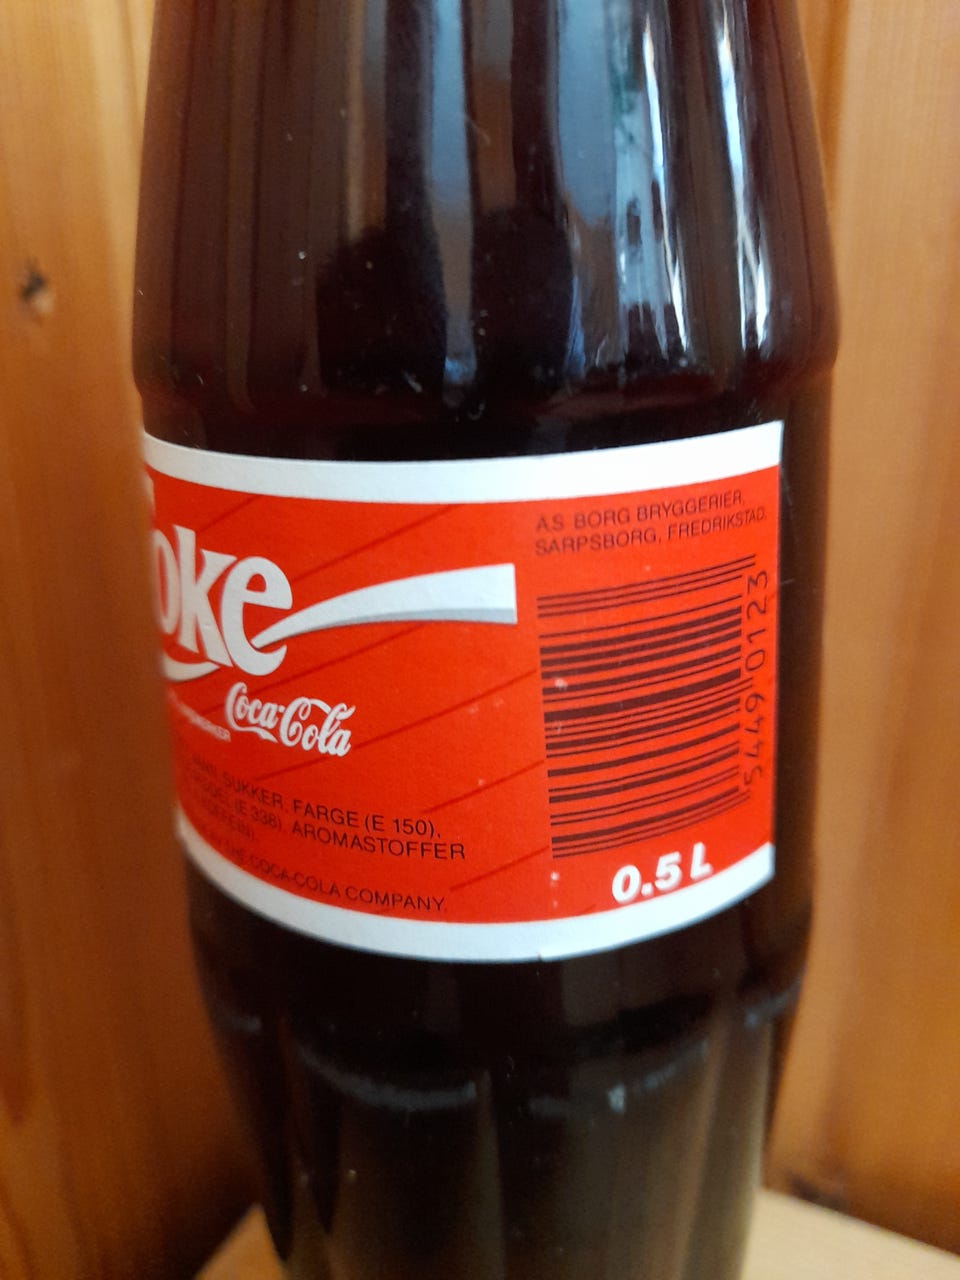 oke
Coca-Cola
SUKKER, FARGE (E 150),
(E 338), AROMASTOFFER
THE COCA-COLA COMPANY.
A.S BORG BRYGGERIER,
SARPSBORG, FREDRIKSTAD.
5449 0123
0.5 L